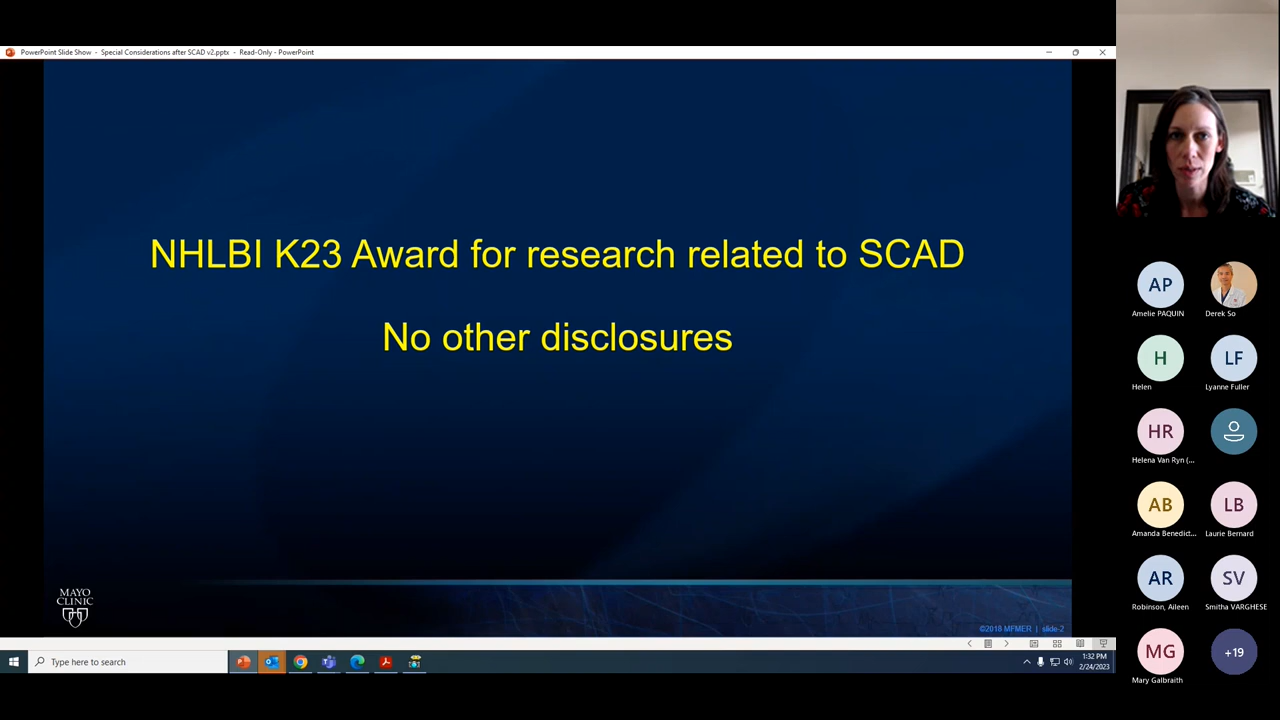 PowerPoint Slide Show - Special Considerations after SCAD v2.pptx - Read-Only - PowerPoint
NHLBI K23 Award for research related to SCAD
No other disclosures
MAYO
CLINIC
©2018 MFMER | slide-2
Type here to search
1:32 PM
2/24/2023
AP
Amelie PAQUIN
Derek So
H
Helen
LF
Lyanne Fuller
HR
Helena Van Ryn (...
AB
Amanda Benedict...
LB
Laurie Bernard
AR
Robinson, Aileen
SV
Smitha VARGHESE
MG
Mary Galbraith
+19